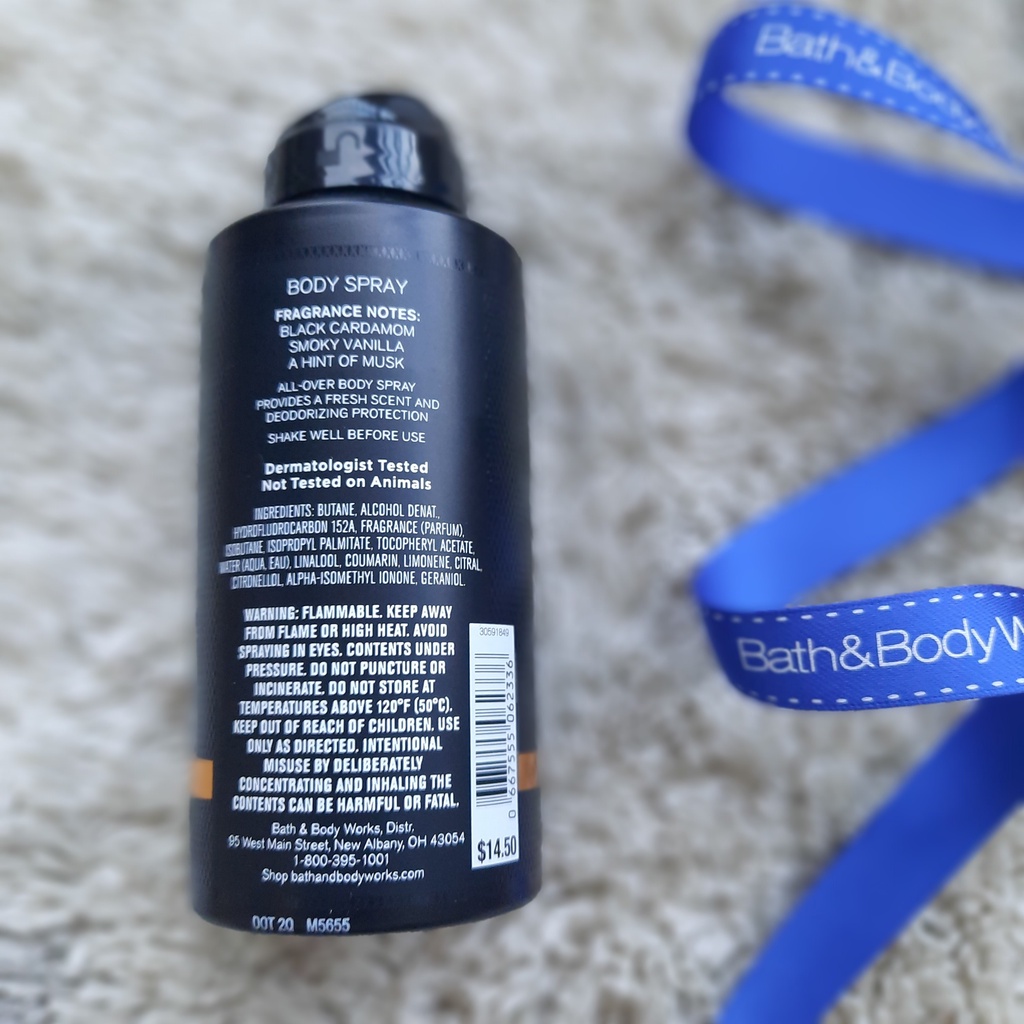 Bath&Body
BODY SPRAY
FRAGRANCE NOTES:
BLACK CARDAMOM
SMOKY VANILLA
A HINT OF MUSK
ALL-OVER BODY SPRAY
PROVIDES A FRESH SCENT AND
DEODORIZING PROTECTION
SHAKE WELL BEFORE USE
Dermatologist Tested
Not Tested on Animals
INGREDIENTS: BUTANE, ALCOHOL DENAT.,
HYDROFLUOROCARBON 152A, FRAGRANCE (PARFUM),
ISOBUTANE, ISOPROPYL PALMITATE, TOCOPHERYL ACETATE,
WATER (AQUA, EAU), LINALOOL, COUMARIN, LIMONENE, CITRAL,
CITRONELLOL, ALPHA-ISOMETHYL IONONE, GERANIOL.
WARNING: FLAMMABLE. KEEP AWAY
FROM FLAME OR HIGH HEAT. AVOID
SPRAYING IN EYES. CONTENTS UNDER
PRESSURE. DO NOT PUNCTURE OR
INCINERATE. DO NOT STORE AT
TEMPERATURES ABOVE 120°F (50°C).
KEEP OUT OF REACH OF CHILDREN. USE
ONLY AS DIRECTED. INTENTIONAL
MISUSE BY DELIBERATELY
CONCENTRATING AND INHALING THE
CONTENTS CAN BE HARMFUL OR FATAL.
Bath & Body Works, Distr.
95 West Main Street, New Albany, OH 43054
1-800-395-1001
Shop bathandbodyworks.com
30591849
0 667555 062336
$14.50
Bath&Body W
OCT 20 M5655